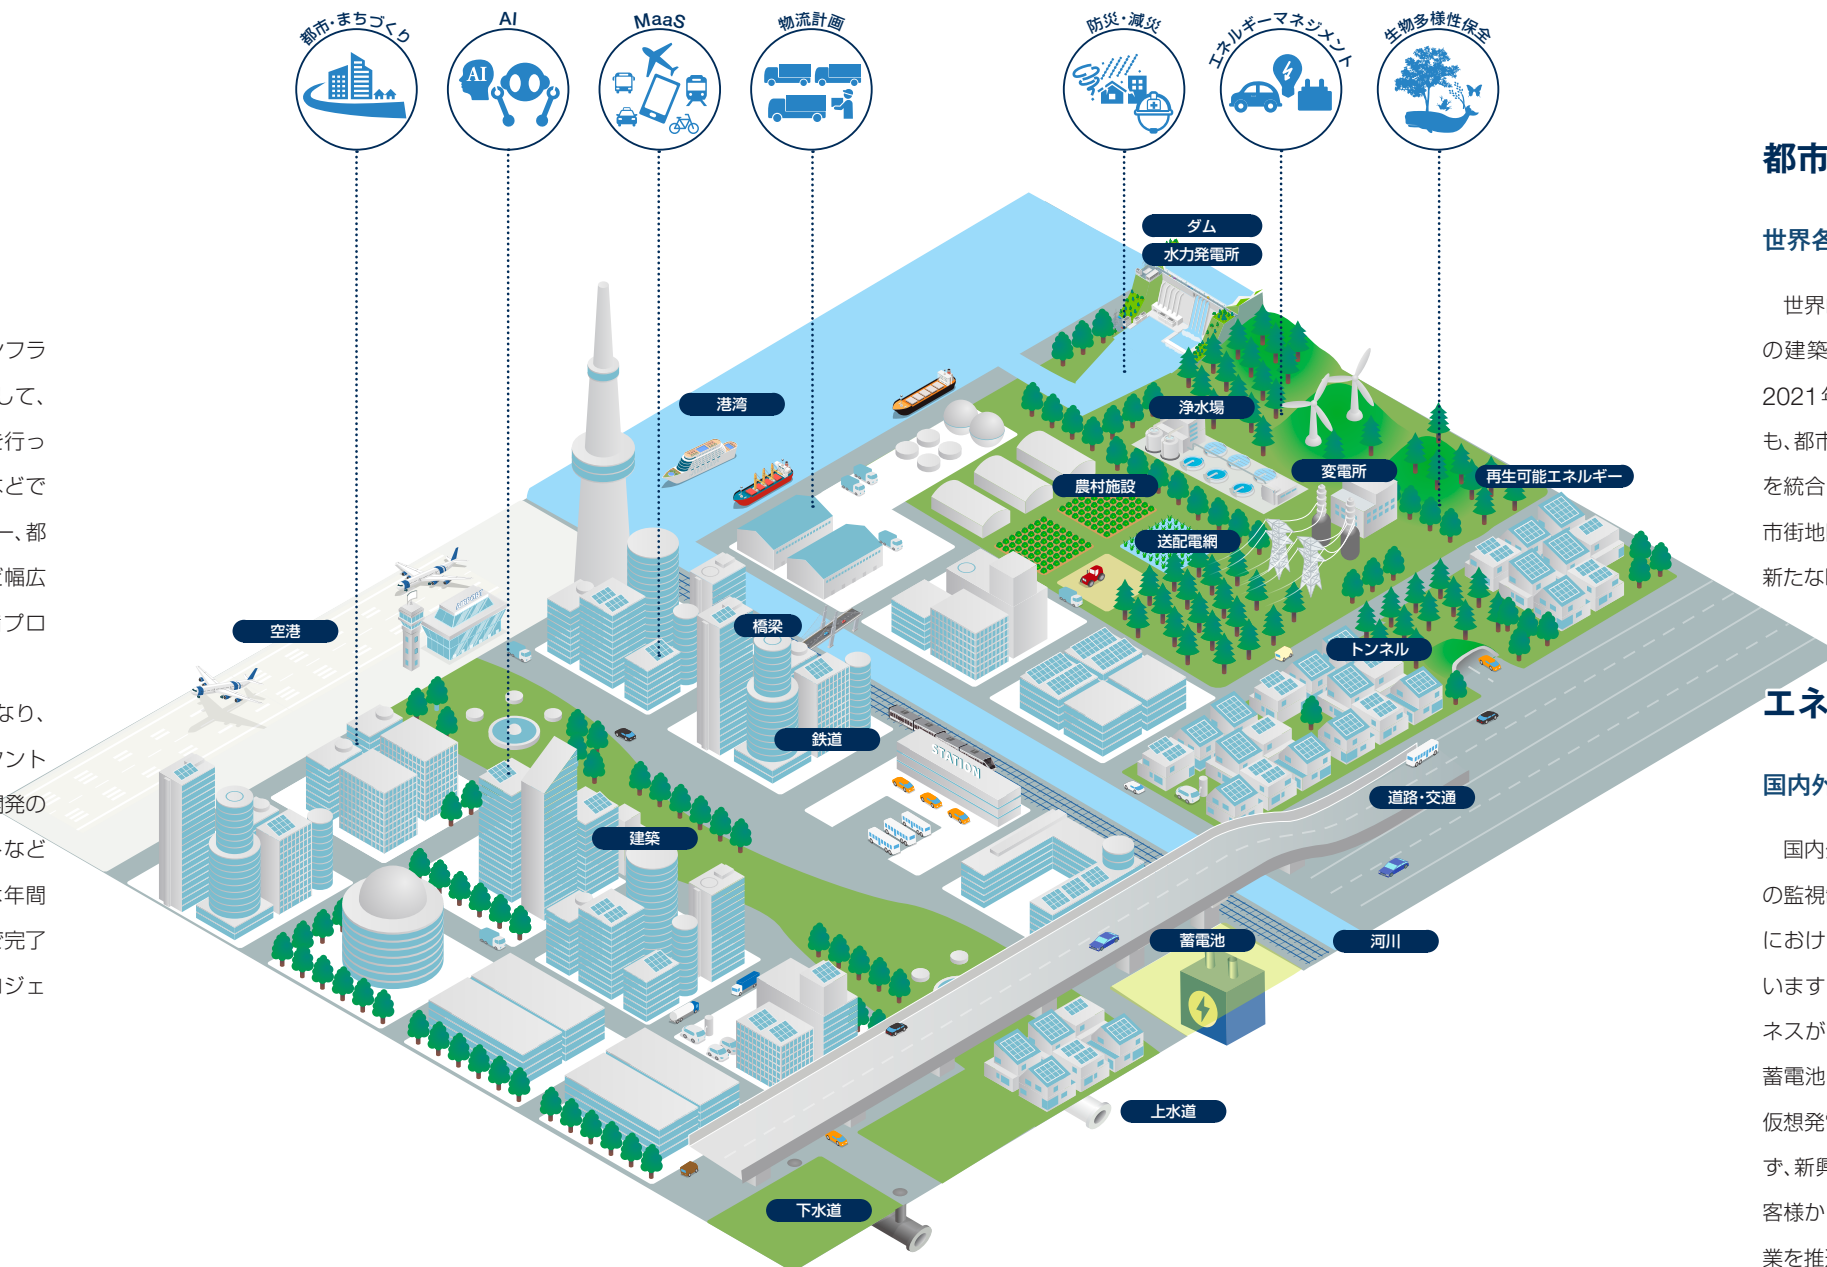 都市・まちづくり
AI
MaaS
物流計画
防災・減災
エネルギーマネジメント
生物多様性保全
AI
ダム
水力発電所
港湾
浄水場
変電所
再生可能エネルギー
農村施設
送配電網
空港
橋梁
トンネル
鉄道
STATION
道路・交通
建築
蓄電池
河川
上水道
下水道
ンフラ
して、
を行っ
などで
ー、都
ど幅広
プロ
なり、
タント
開発の
トなど
は年間
で完了
ロジェ
都市
世界各
世界
の建築
2021年
も、都市
を統合
市街地
新たな
エネ
国内外
国内
の監視
におけ
います
ネスが
蓄電池
仮想発
ず、新興
客様か
業を推